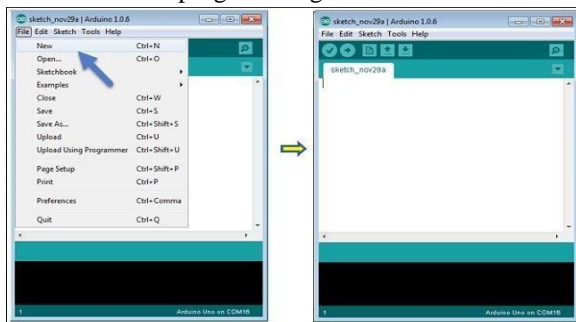 sketch_nov29a | Arduino 1.0.6
File Edit Sketch Tools Help
New Ctrl+N
Open... Ctrl+O
Sketchbook
Examples
Close Ctrl+W
Save Ctrl+S
Save As... Ctrl+Shift+S
Upload Ctrl+U
Upload Using Programmer Ctrl+Shift+U
Page Setup Ctrl+Shift+P
Print Ctrl+P
Preferences Ctrl+Comma
Quit Ctrl+Q
1 Arduino Uno on COM16
sketch_nov29a | Arduino 1.0.6
File Edit Sketch Tools Help
sketch_nov29a
1 Arduino Uno on COM16